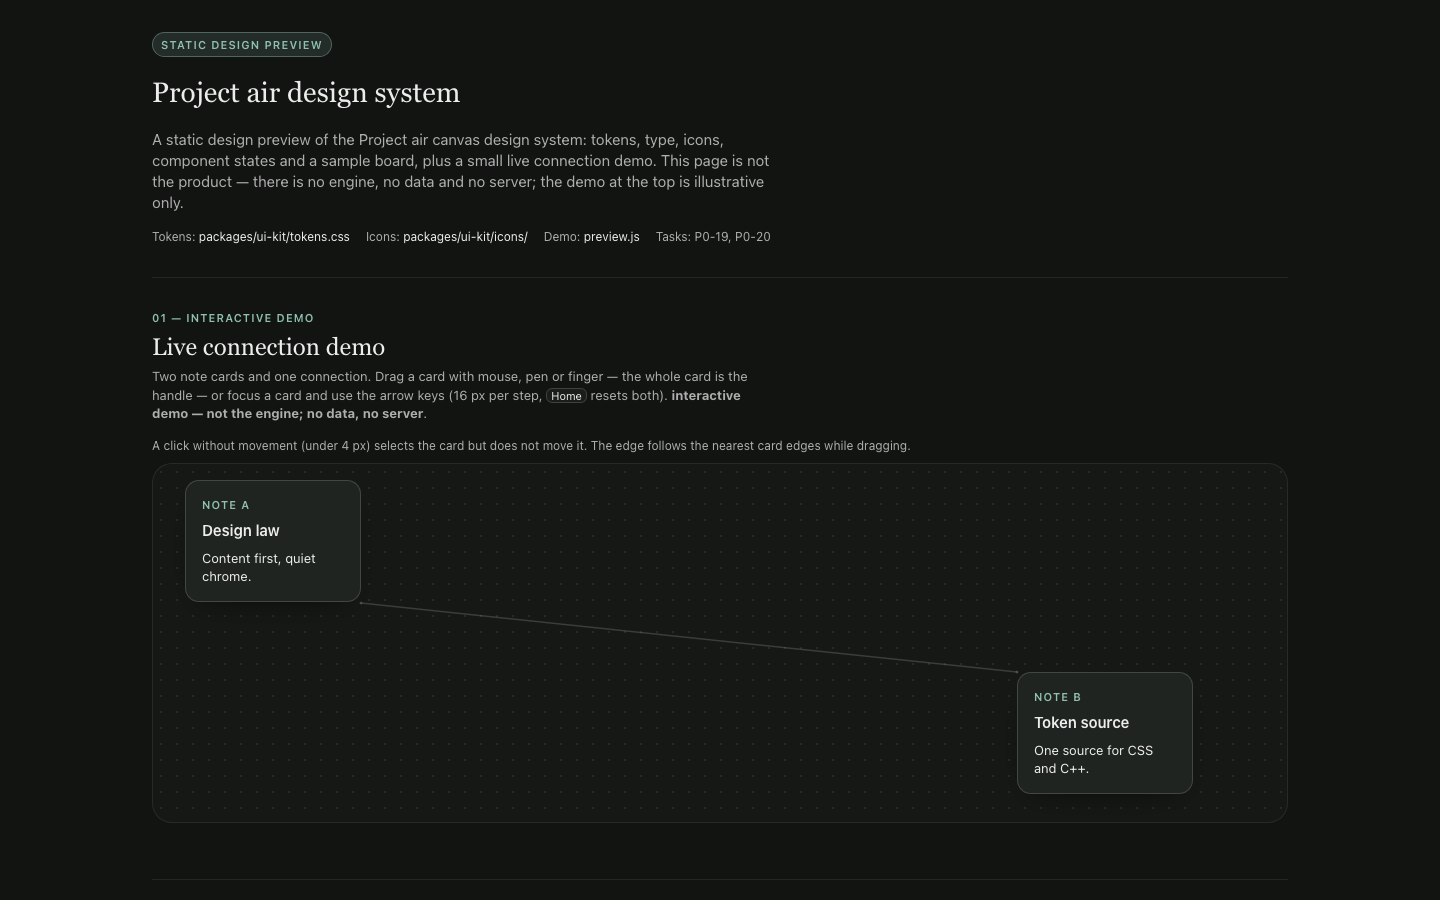 STATIC DESIGN PREVIEW
Project air design system
A static design preview of the Project air canvas design system: tokens, type, icons,
component states and a sample board, plus a small live connection demo. This page is not
the product — there is no engine, no data and no server; the demo at the top is illustrative
only.
Tokens: packages/ui-kit/tokens.css Icons: packages/ui-kit/icons/ Demo: preview.js Tasks: P0-19, P0-20
01 — INTERACTIVE DEMO
Live connection demo
Two note cards and one connection. Drag a card with mouse, pen or finger — the whole card is the
handle — or focus a card and use the arrow keys (16 px per step, Home resets both). interactive
demo — not the engine; no data, no server.
A click without movement (under 4 px) selects the card but does not move it. The edge follows the nearest card edges while dragging.
NOTE A
Design law
Content first, quiet
chrome.
NOTE B
Token source
One source for CSS
and C++.